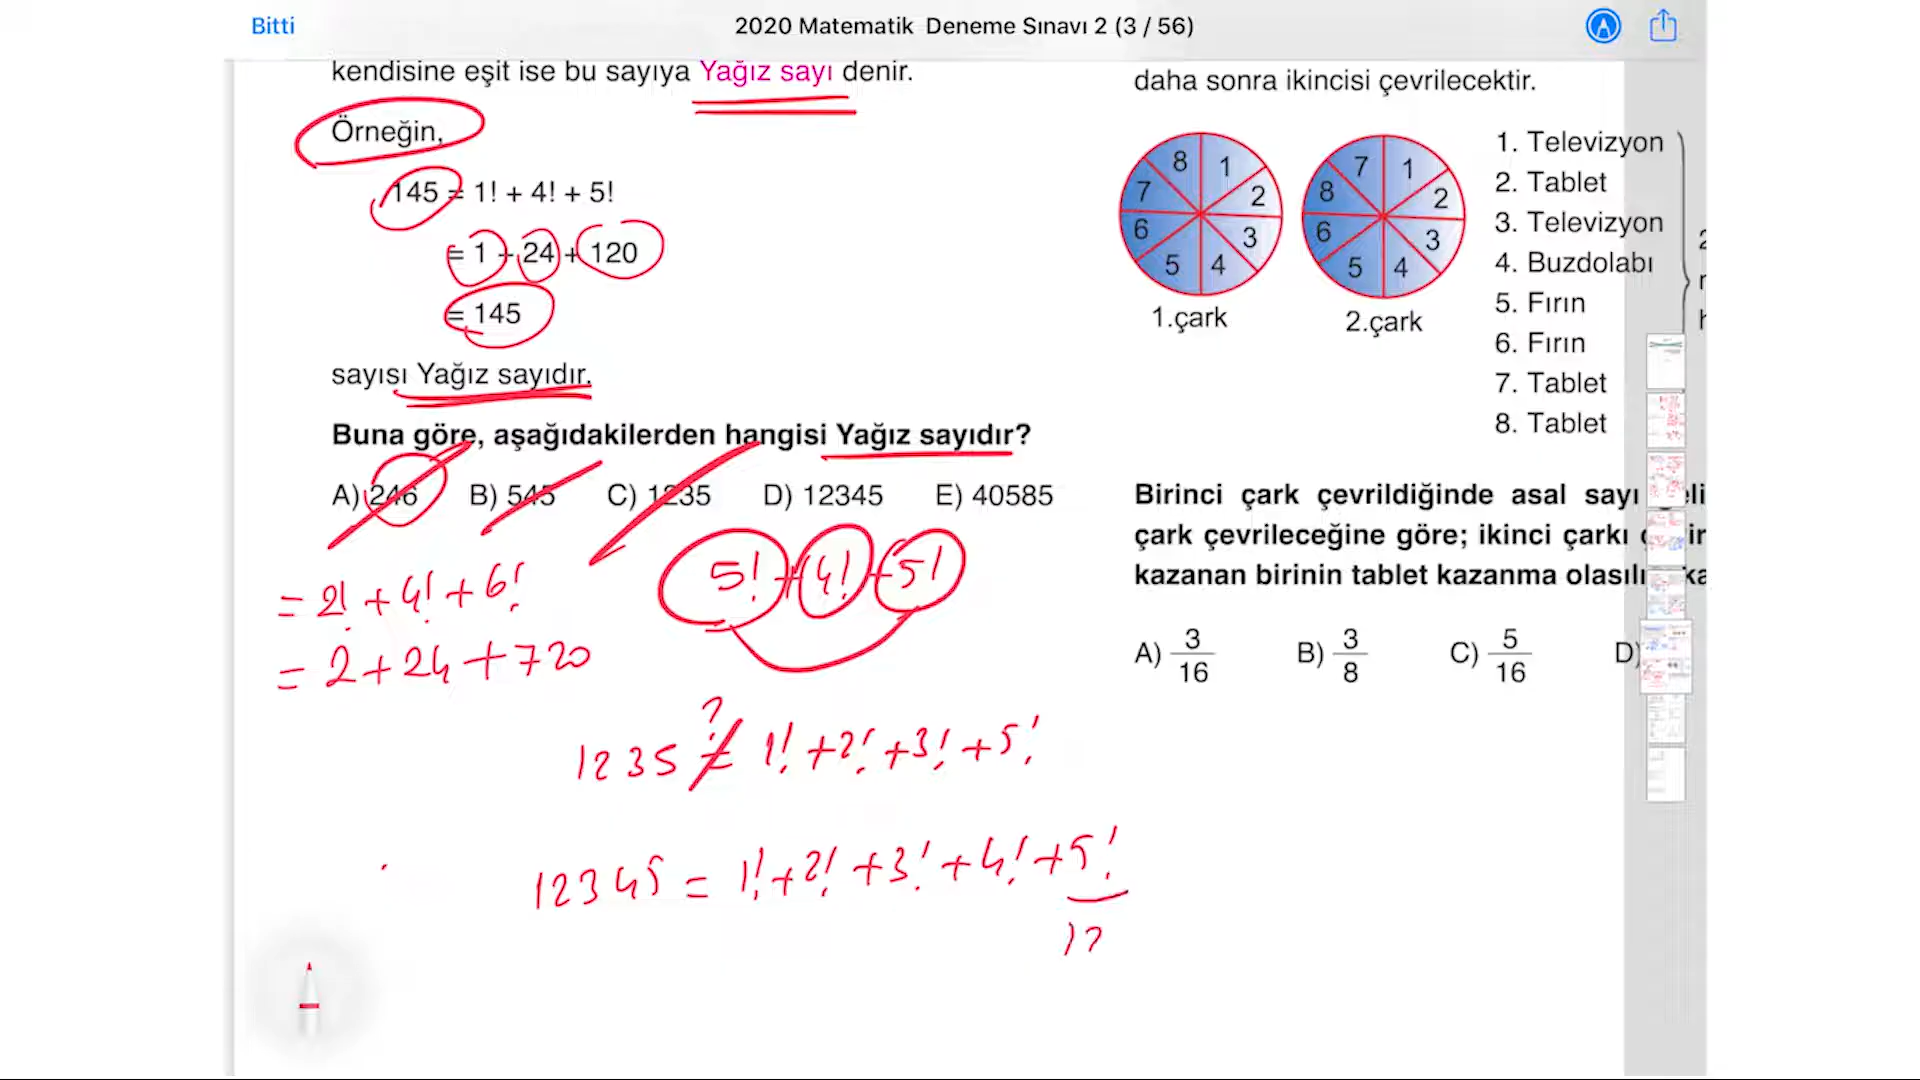 Bitti
2020 Matematik Deneme Sınavı 2 (3 / 56)
kendisine eşit ise bu sayıya Yağız sayı denir.
Örneğin,
145 = 1! + 4! + 5!
= 1 + 24 + 120
= 145
sayısı Yağız sayıdır.
Buna göre, aşağıdakilerden hangisi Yağız sayıdır?
A) 246 B) 545 C) 1235 D) 12345 E) 40585
= 2! + 4! + 6!
= 2 + 24 + 720
5! + 4! + 5!
?
1235 ≠ 1! + 2! + 3! + 5!
12345 = 1! + 2! + 3! + 4! + 5!
12
daha sonra ikincisi çevrilecektir.
8 1 7 2 6 3 5 4
7 1 8 2 6 3 5 4
1.çark 2.çark
1. Televizyon
2. Tablet
3. Televizyon
4. Buzdolabı
5. Fırın
6. Fırın
7. Tablet
8. Tablet
Birinci çark çevrildiğinde asal sayı
çark çevrileceğine göre; ikinci çarkı
kazanan birinin tablet kazanma
A) 3/16 B) 3/8 C) 5/16 D)